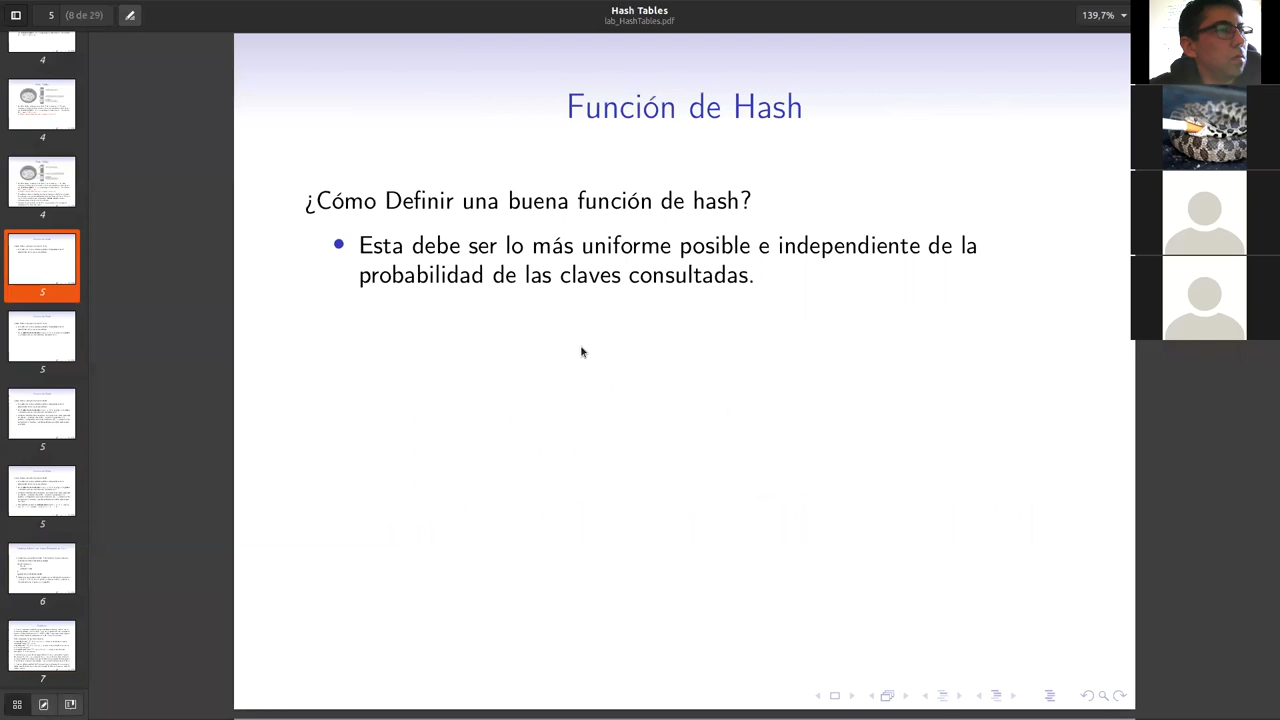 Hash Tables
lab_HashTables.pdf
5 (8 de 29)
139,7%
4
4
4
5
5
5
5
6
7
Función de Hash
¿Cómo Definir una buena función de hash?
Esta debe ser lo más uniforme posible e independiente de la
probabilidad de las claves consultadas.